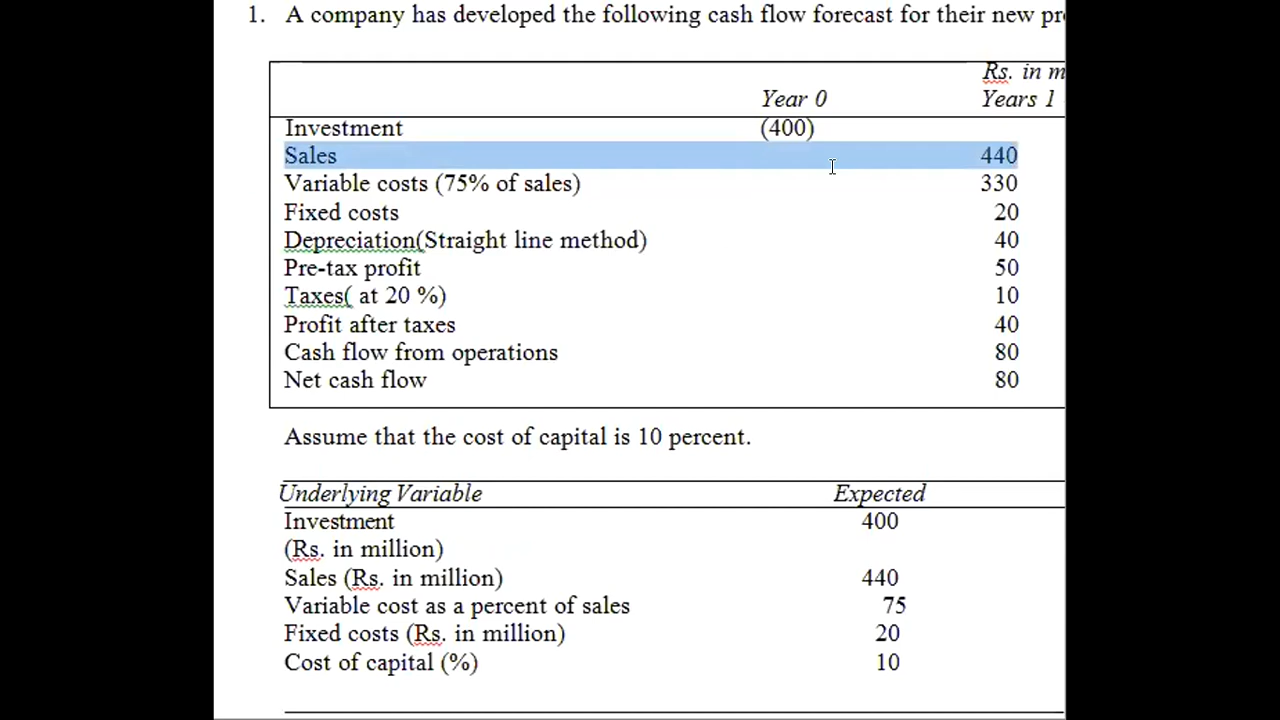 1. A company has developed the following cash flow forecast for their new
Rs. in
Year 0 Years 1
Investment (400)
Sales 440
Variable costs (75% of sales) 330
Fixed costs 20
Depreciation(Straight line method) 40
Pre-tax profit 50
Taxes( at 20 %) 10
Profit after taxes 40
Cash flow from operations 80
Net cash flow 80
Assume that the cost of capital is 10 percent.
Underlying Variable Expected
Investment 400
(Rs. in million)
Sales (Rs. in million) 440
Variable cost as a percent of sales 75
Fixed costs (Rs. in million) 20
Cost of capital (%) 10